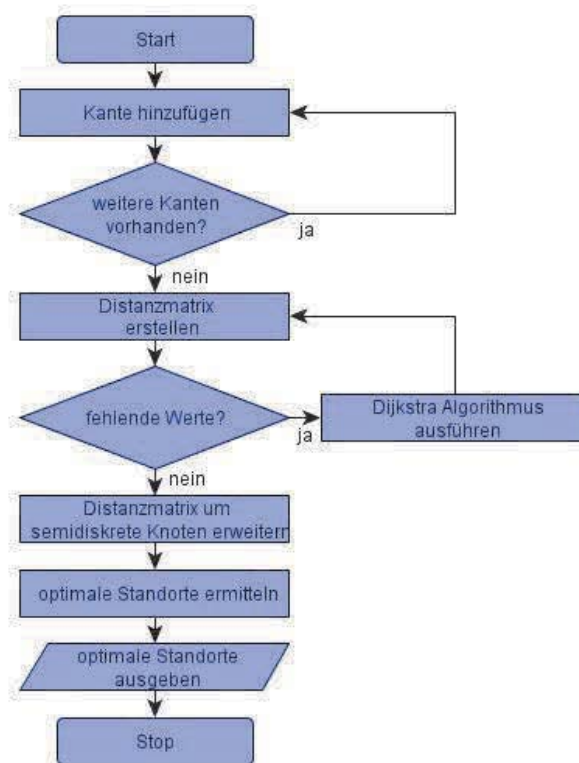 Start
Kante hinzufügen
weitere Kanten
vorhanden?
ja
nein
Distanzmatrix
erstellen
fehlende Werte?
ja
Dijkstra Algorithmus
ausführen
nein
Distanzmatrix um
semidiskrete Knoten erweitern
optimale Standorte ermitteln
optimale Standorte
ausgeben
Stop